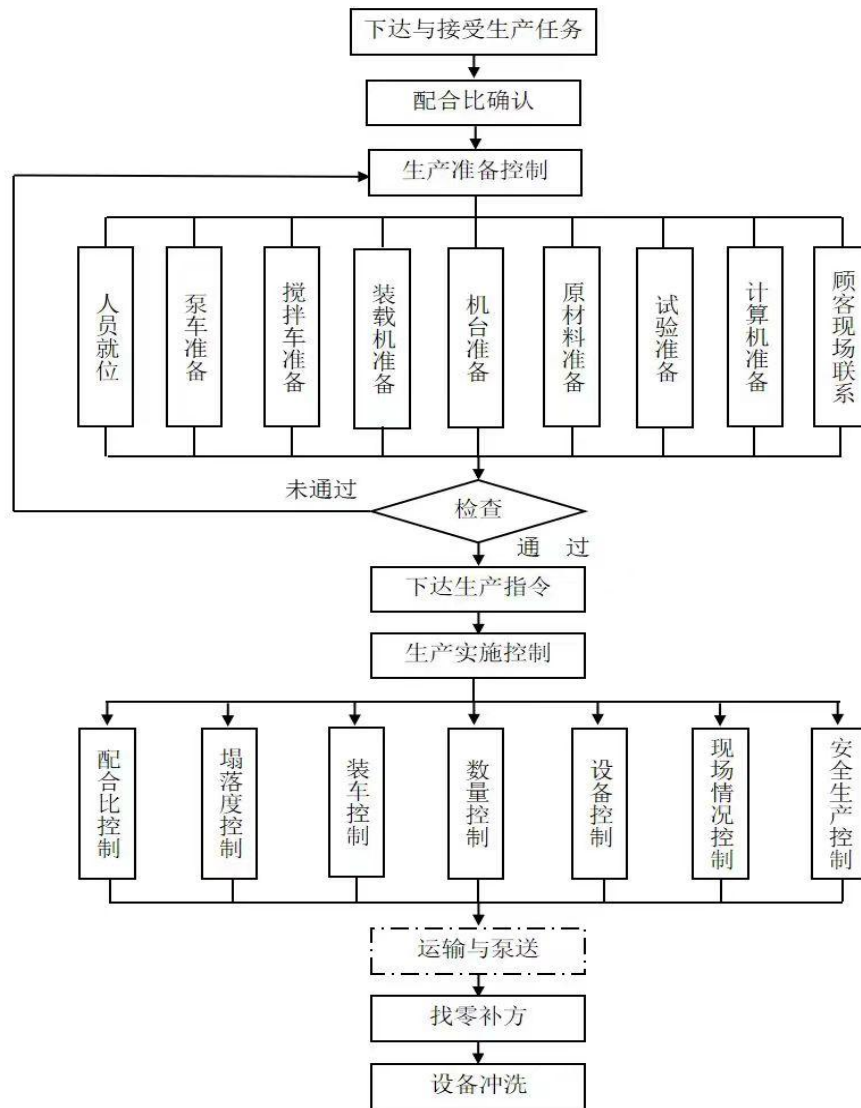 下达与接受生产任务
配合比确认
生产准备控制
人员就位
泵车准备
搅拌车准备
装载机准备
机台准备
原材料准备
试验准备
计算机准备
顾客现场联系
未通过
检查
通 过
下达生产指令
生产实施控制
配合比控制
塌落度控制
装车控制
数量控制
设备控制
现场情况控制
安全生产控制
运输与泵送
找零补方
设备冲洗